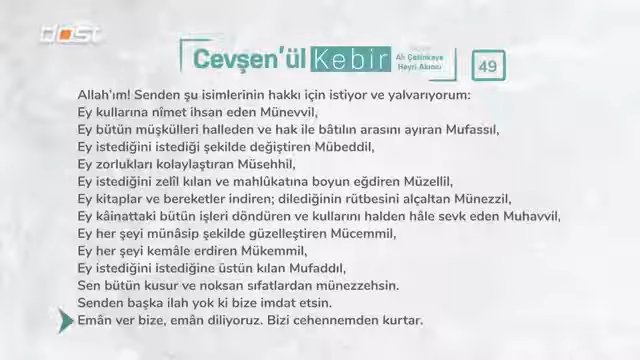 dost
Cevşen'ül Kebir
Ali Çetinkaya
Hayri Akıncı
49
Allah'ım! Senden şu isimlerinin hakkı için istiyor ve yalvarıyorum:
Ey kullarına nîmet ihsan eden Münevvil,
Ey bütün müşkülleri halleden ve hak ile bâtılın arasını ayıran Mufassıl,
Ey istediğini istediği şekilde değiştiren Mübeddil,
Ey zorlukları kolaylaştıran Müsehhil,
Ey istediğini zelîl kılan ve mahlûkatına boyun eğdiren Müzellil,
Ey kitaplar ve bereketler indiren; dilediğinin rütbesini alçaltan Münezzil,
Ey kâinattaki bütün işleri döndüren ve kullarını halden hâle sevk eden Muhavvil,
Ey her şeyi münâsip şekilde güzelleştiren Mücemmil,
Ey her şeyi kemâle erdiren Mükemmil,
Ey istediğini istediğine üstün kılan Mufaddıl,
Sen bütün kusur ve noksan sıfatlardan münezzehsin.
Senden başka ilah yok ki bize imdat etsin.
Emân ver bize, emân diliyoruz. Bizi cehennemden kurtar.